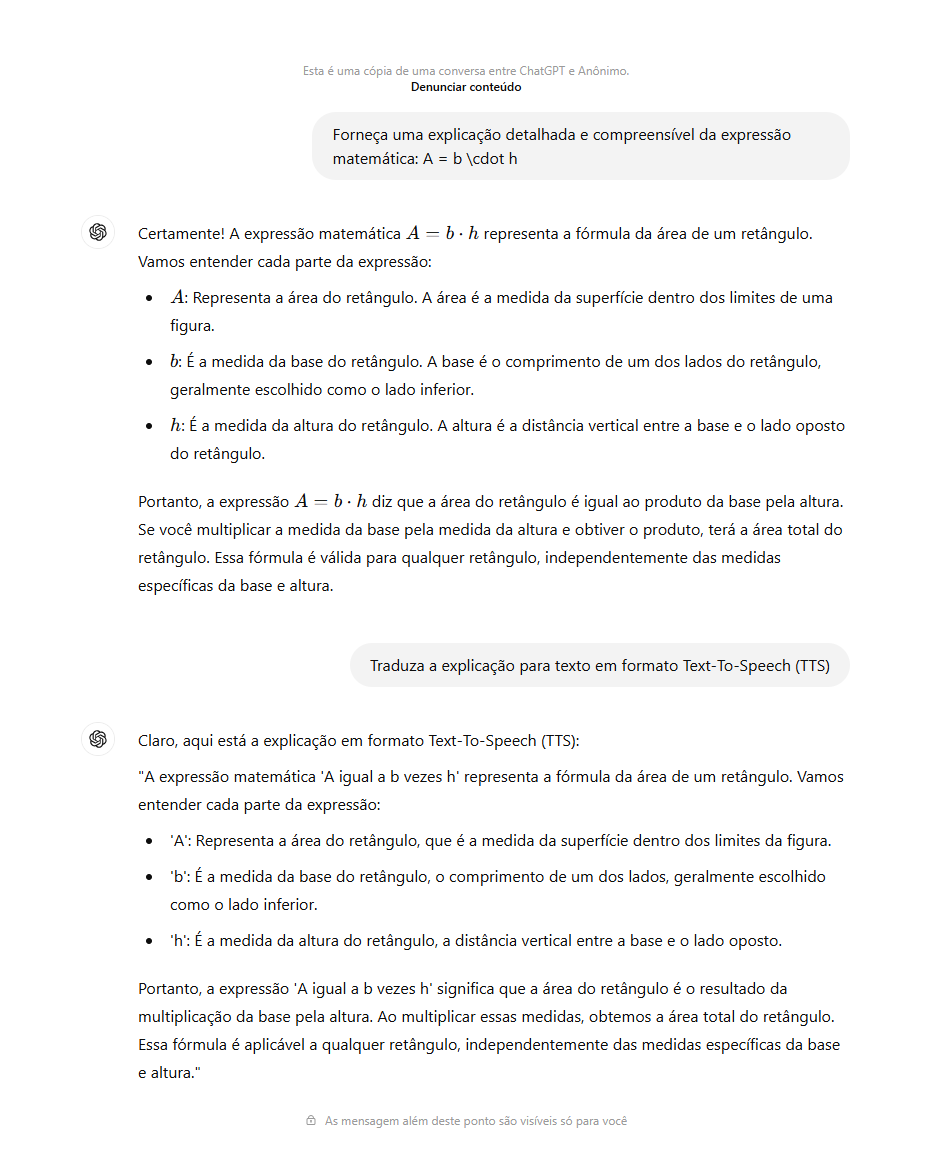 Esta é uma cópia de uma conversa entre ChatGPT e Anônimo.
Denunciar conteúdo
Forneça uma explicação detalhada e compreensível da expressão
matemática: A = b \cdot h
Certamente! A expressão matemática A = b · h representa a fórmula da área de um retângulo.
Vamos entender cada parte da expressão:
• A: Representa a área do retângulo. A área é a medida da superfície dentro dos limites de uma
figura.
• b: É a medida da base do retângulo. A base é o comprimento de um dos lados do retângulo,
geralmente escolhido como o lado inferior.
• h: É a medida da altura do retângulo. A altura é a distância vertical entre a base e o lado oposto
do retângulo.
Portanto, a expressão A = b · h diz que a área do retângulo é igual ao produto da base pela altura.
Se você multiplicar a medida da base pela medida da altura e obtiver o produto, terá a área total do
retângulo. Essa fórmula é válida para qualquer retângulo, independentemente das medidas
específicas da base e altura.
Traduza a explicação para texto em formato Text-To-Speech (TTS)
Claro, aqui está a explicação em formato Text-To-Speech (TTS):
"A expressão matemática 'A igual a b vezes h' representa a fórmula da área de um retângulo. Vamos
entender cada parte da expressão:
• 'A': Representa a área do retângulo, que é a medida da superfície dentro dos limites da figura.
• 'b': É a medida da base do retângulo, o comprimento de um dos lados, geralmente escolhido
como o lado inferior.
• 'h': É a medida da altura do retângulo, a distância vertical entre a base e o lado oposto.
Portanto, a expressão 'A igual a b vezes h' significa que a área do retângulo é o resultado da
multiplicação da base pela altura. Ao multiplicar essas medidas, obtemos a área total do retângulo.
Essa fórmula é aplicável a qualquer retângulo, independentemente das medidas específicas da base
e altura."
As mensagem além deste ponto são visíveis só para você